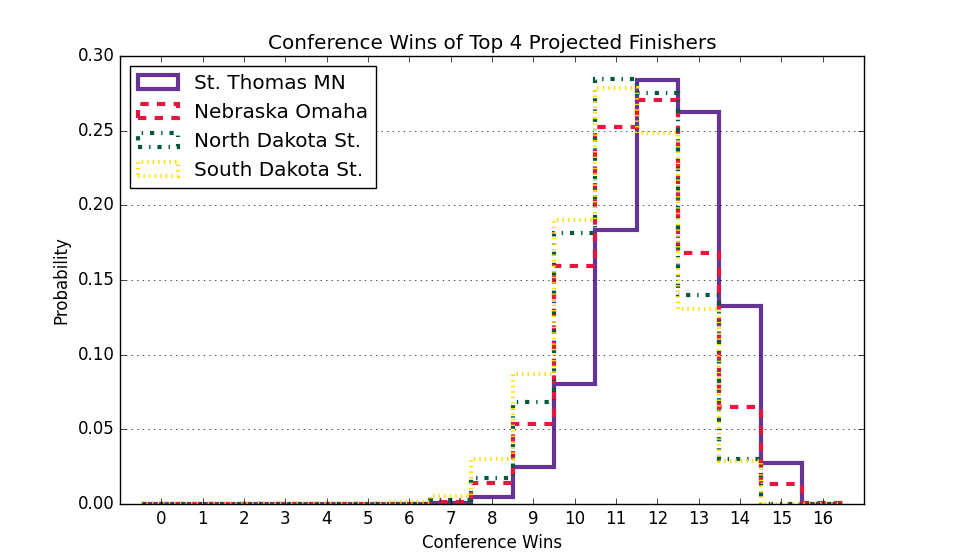 Conference Wins of Top 4 Projected Finishers
St. Thomas MN
Nebraska Omaha
North Dakota St.
South Dakota St.
0.30
0.25
0.20
0.15
0.10
0.05
0.00
Probability
0 1 2 3 4 5 6 7 8 9 10 11 12 13 14 15 16
Conference Wins